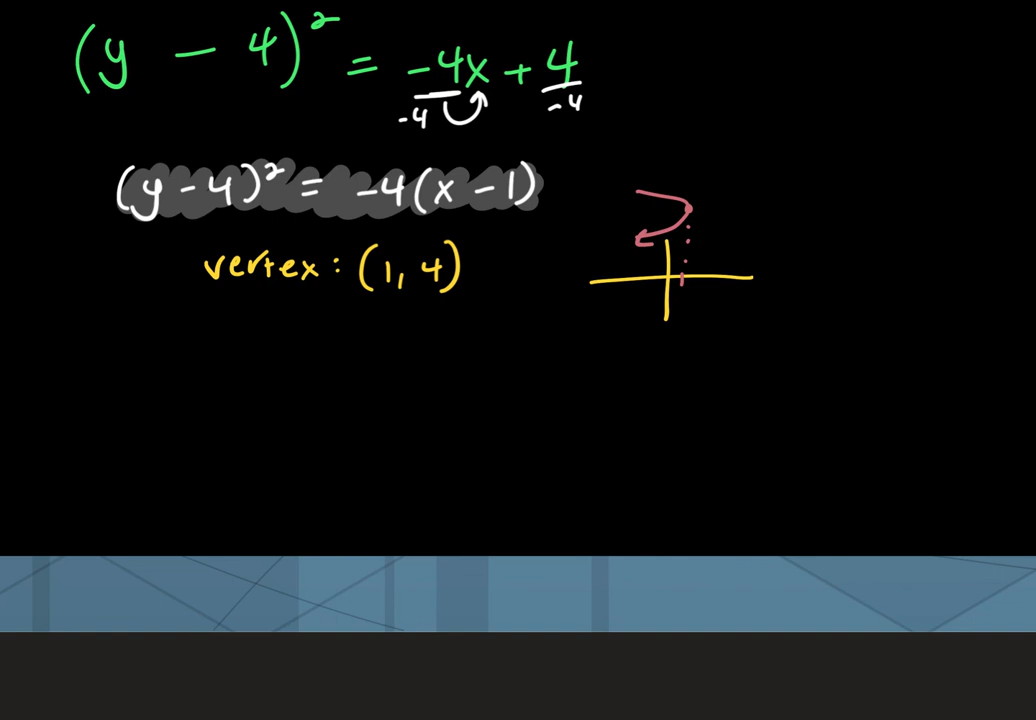 (y - 4)² = -4x + 4
-4 -4
(y - 4)² = -4(x - 1)
vertex: (1, 4)